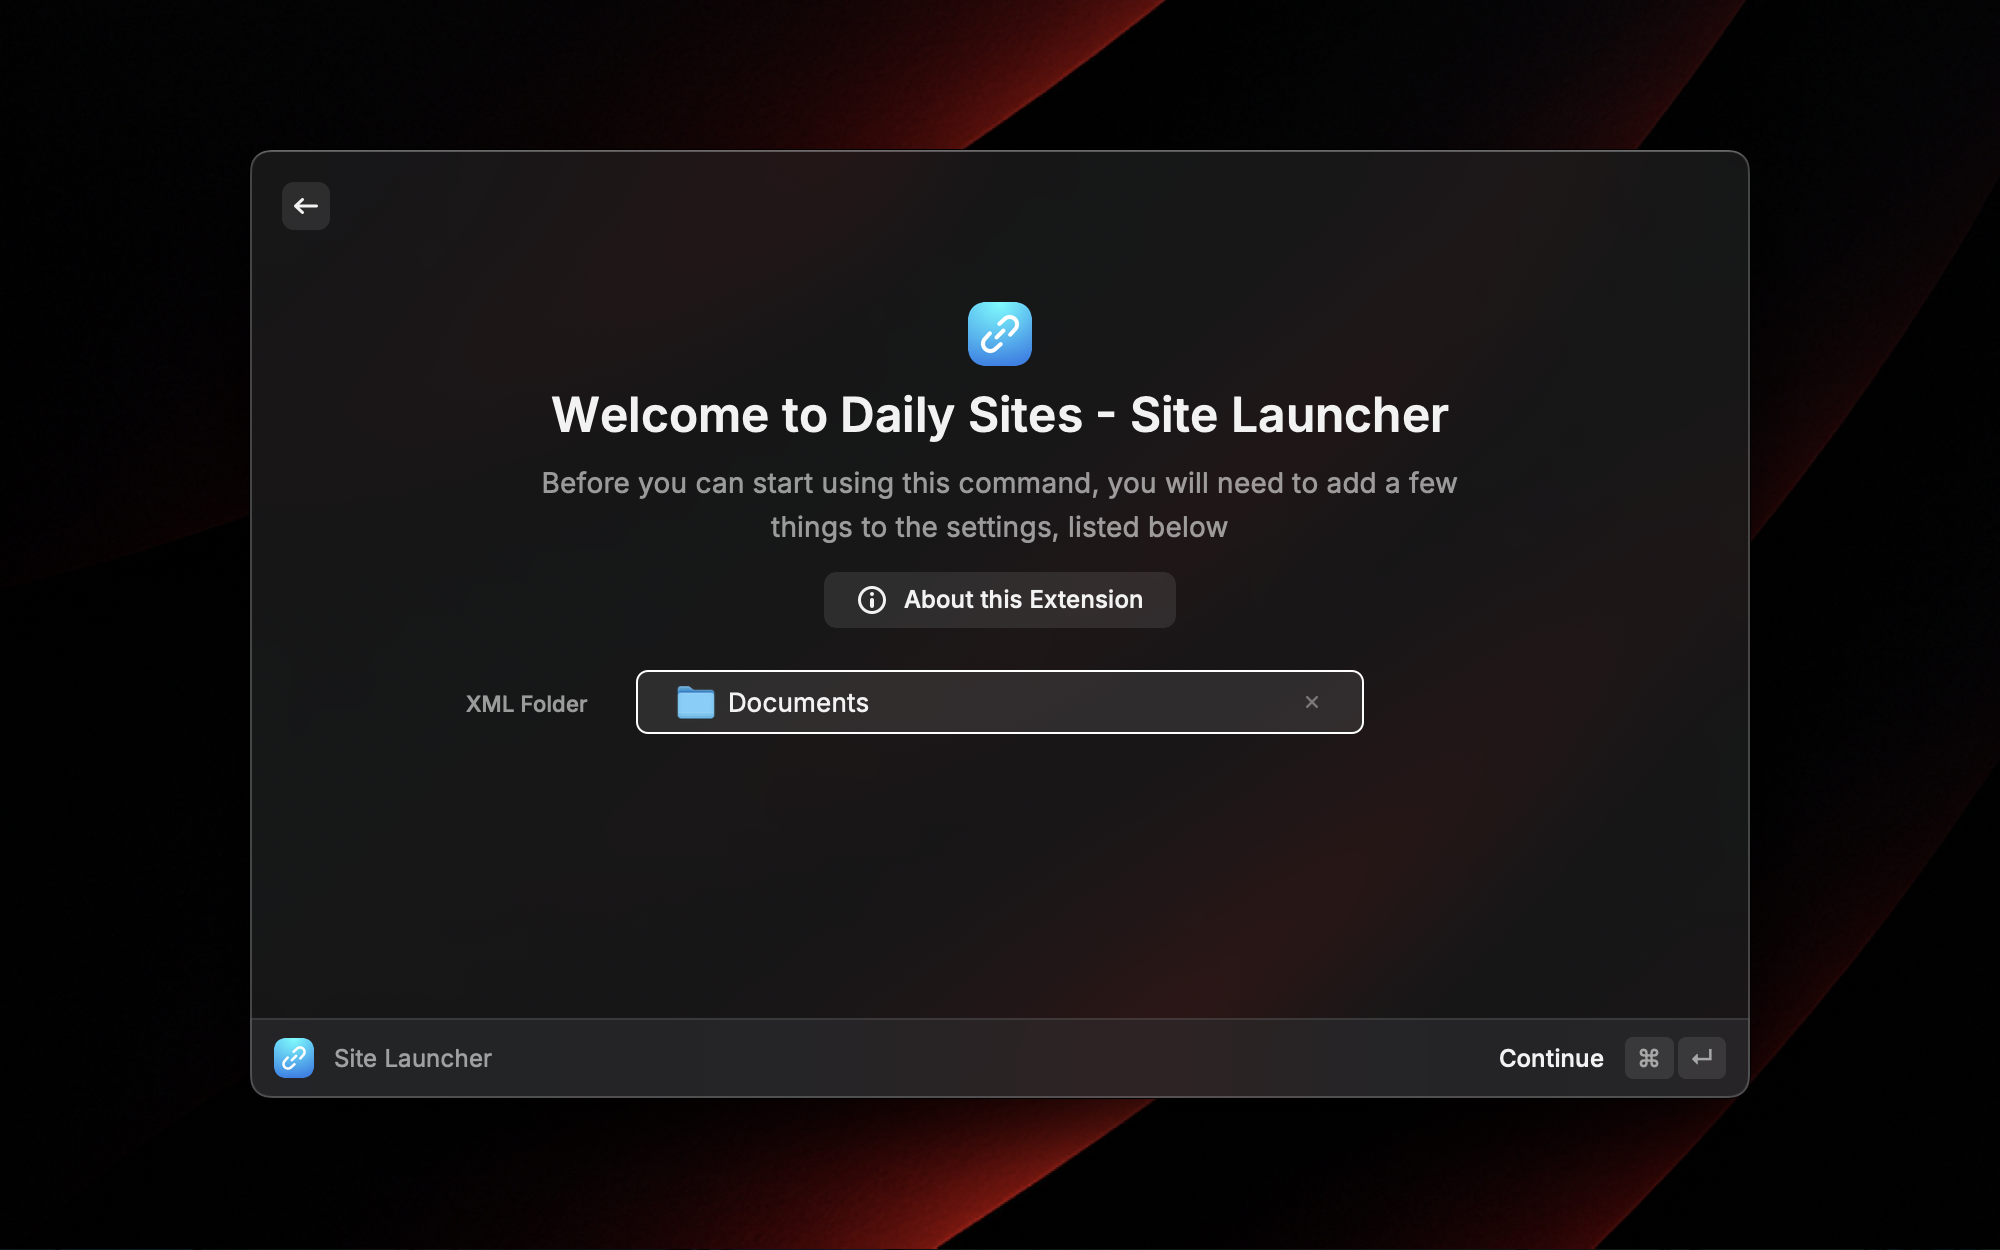 Welcome to Daily Sites - Site Launcher
Before you can start using this command, you will need to add a few
things to the settings, listed below
About this Extension
XML Folder
Documents
Site Launcher
Continue